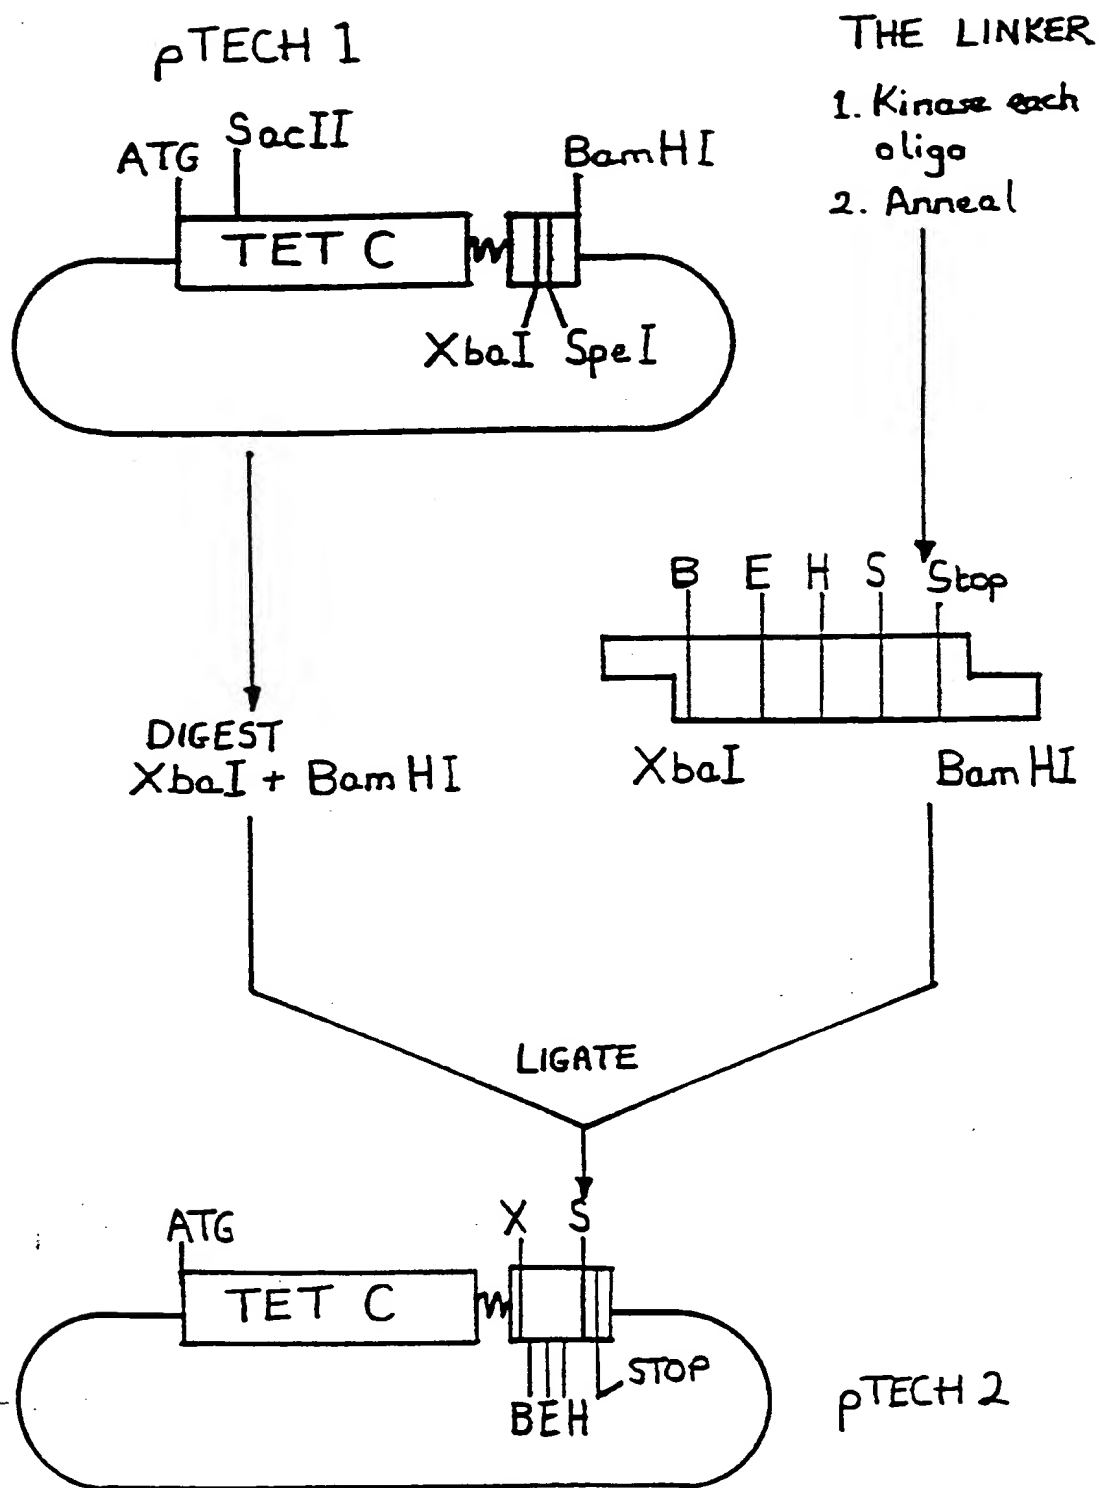 pTECH 1
ATG
SacII
BamHI
TET C
XbaI SpeI
THE LINKER
1. Kinase each
oligo
2. Anneal
DIGEST
XbaI + BamHI
B E H S Stop
XbaI
BamHI
LIGATE
ATG
X S
TET C
STOP
BEH
pTECH 2